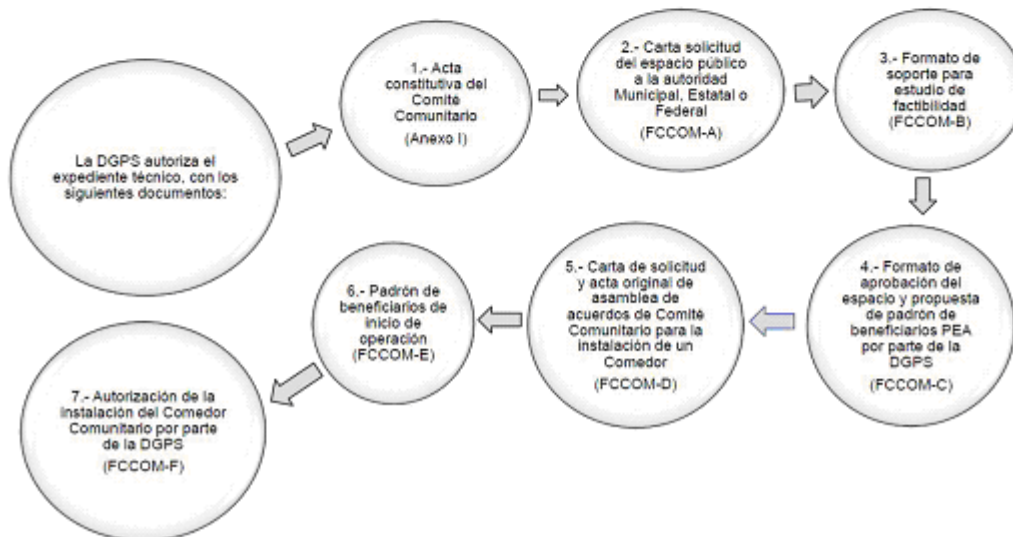 La DGPS autoriza el
expediente técnico, con los
siguientes documentos:
1.- Acta
constitutiva del
Comité
Comunitario
(Anexo I)
2.- Carta solicitud
del espacio público
a la autoridad
Municipal, Estatal o
Federal
(FCCOM-A)
3.- Formato de
soporte para
estudio de
factibilidad
(FCCOM-B)
4.- Formato de
aprobación del
espacio y propuesta
de padrón de
beneficiarios PEA
por parte de la
DGPS
(FCCOM-C)
5.- Carta de solicitud
y acta original de
asamblea de
acuerdos de Comité
Comunitario para la
instalación de un
Comedor
(FCCOM-D)
6.- Padrón de
beneficiarios de
inicio de
operación
(FCCOM-E)
7.- Autorización de la
instalación del Comedor
Comunitario por parte
de la DGPS
(FCCOM-F)